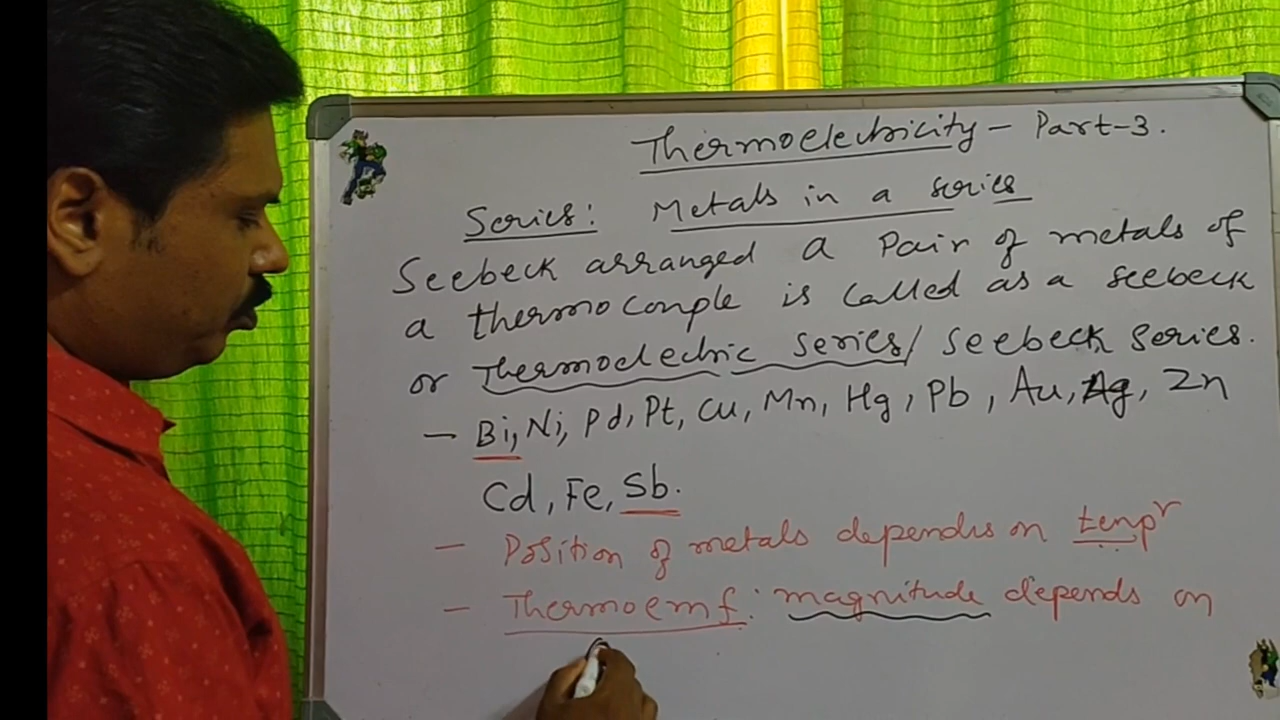 Thermoelectricity - Part-3.
Series: Metals in a series
Seebeck arranged a pair of metals of
a thermocouple is called as a seebeck
or Thermoelectric series/ Seebeck series.
- Bi, Ni, Pd, Pt, Cu, Mn, Hg, Pb, Au, Ag, Zn
Cd, Fe, Sb.
- Position of metals depends on tempr
- Thermoemf: magnitude depends on